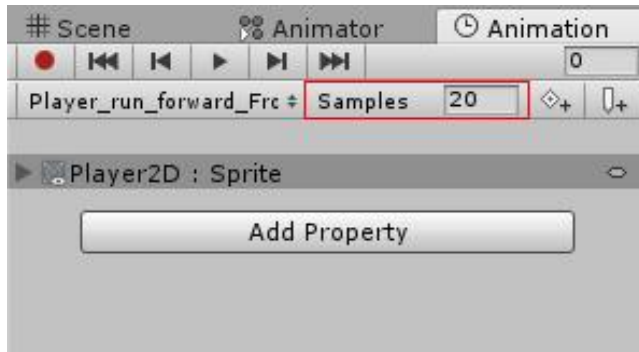 Scene Animator Animation
0
Player_run_forward_Frc Samples 20
Player2D : Sprite
Add Property